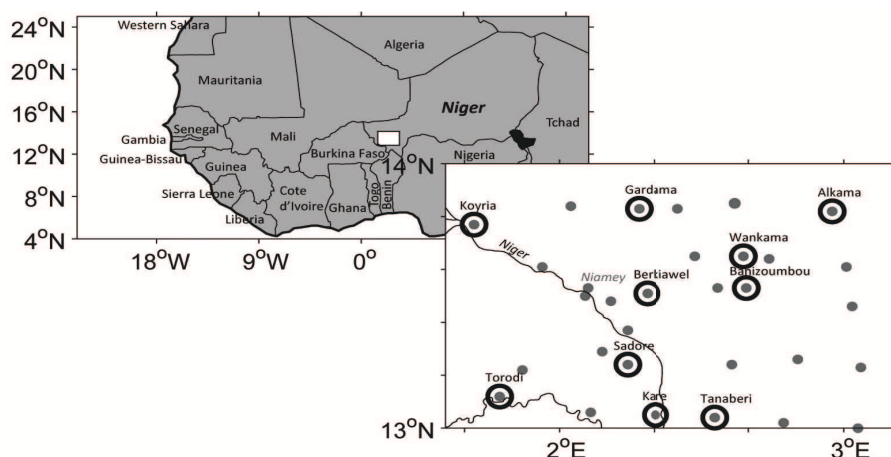 24°N
20°N
16°N
12°N
8°N
4°N
18°W
9°W
0°
Western Sahara
Algeria
Mauritania
Niger
Tchad
Senegal
Mali
Gambia
Burkina Faso
Guinea-Bissau
Guinea
Nigeria
Sierra Leone
Cote
d'Ivoire
Ghana
Togo
Benin
Liberia
14°N
13°N
2°E
3°E
Koyria
Gardama
Alkama
Niger
Wankama
Niamey
Bertiawel
Banizoumbou
Sadore
Torodi
Kare
Tanaberi